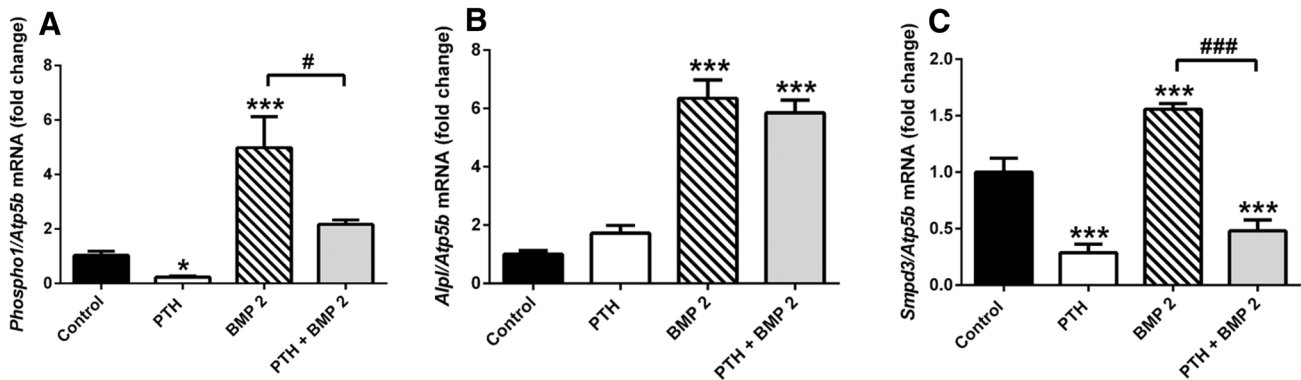 A
Phospho1/Atp5b mRNA (fold change)
8
6
4
2
0
***
#
*
Control
PTH
BMP 2
PTH + BMP 2
B
Alpl/Atp5b mRNA (fold change)
8
6
4
2
0
***
***
Control
PTH
BMP 2
PTH + BMP 2
C
Smpd3/Atp5b mRNA (fold change)
2.0
1.5
1.0
0.5
0.0
###
***
***
***
Control
PTH
BMP 2
PTH + BMP 2